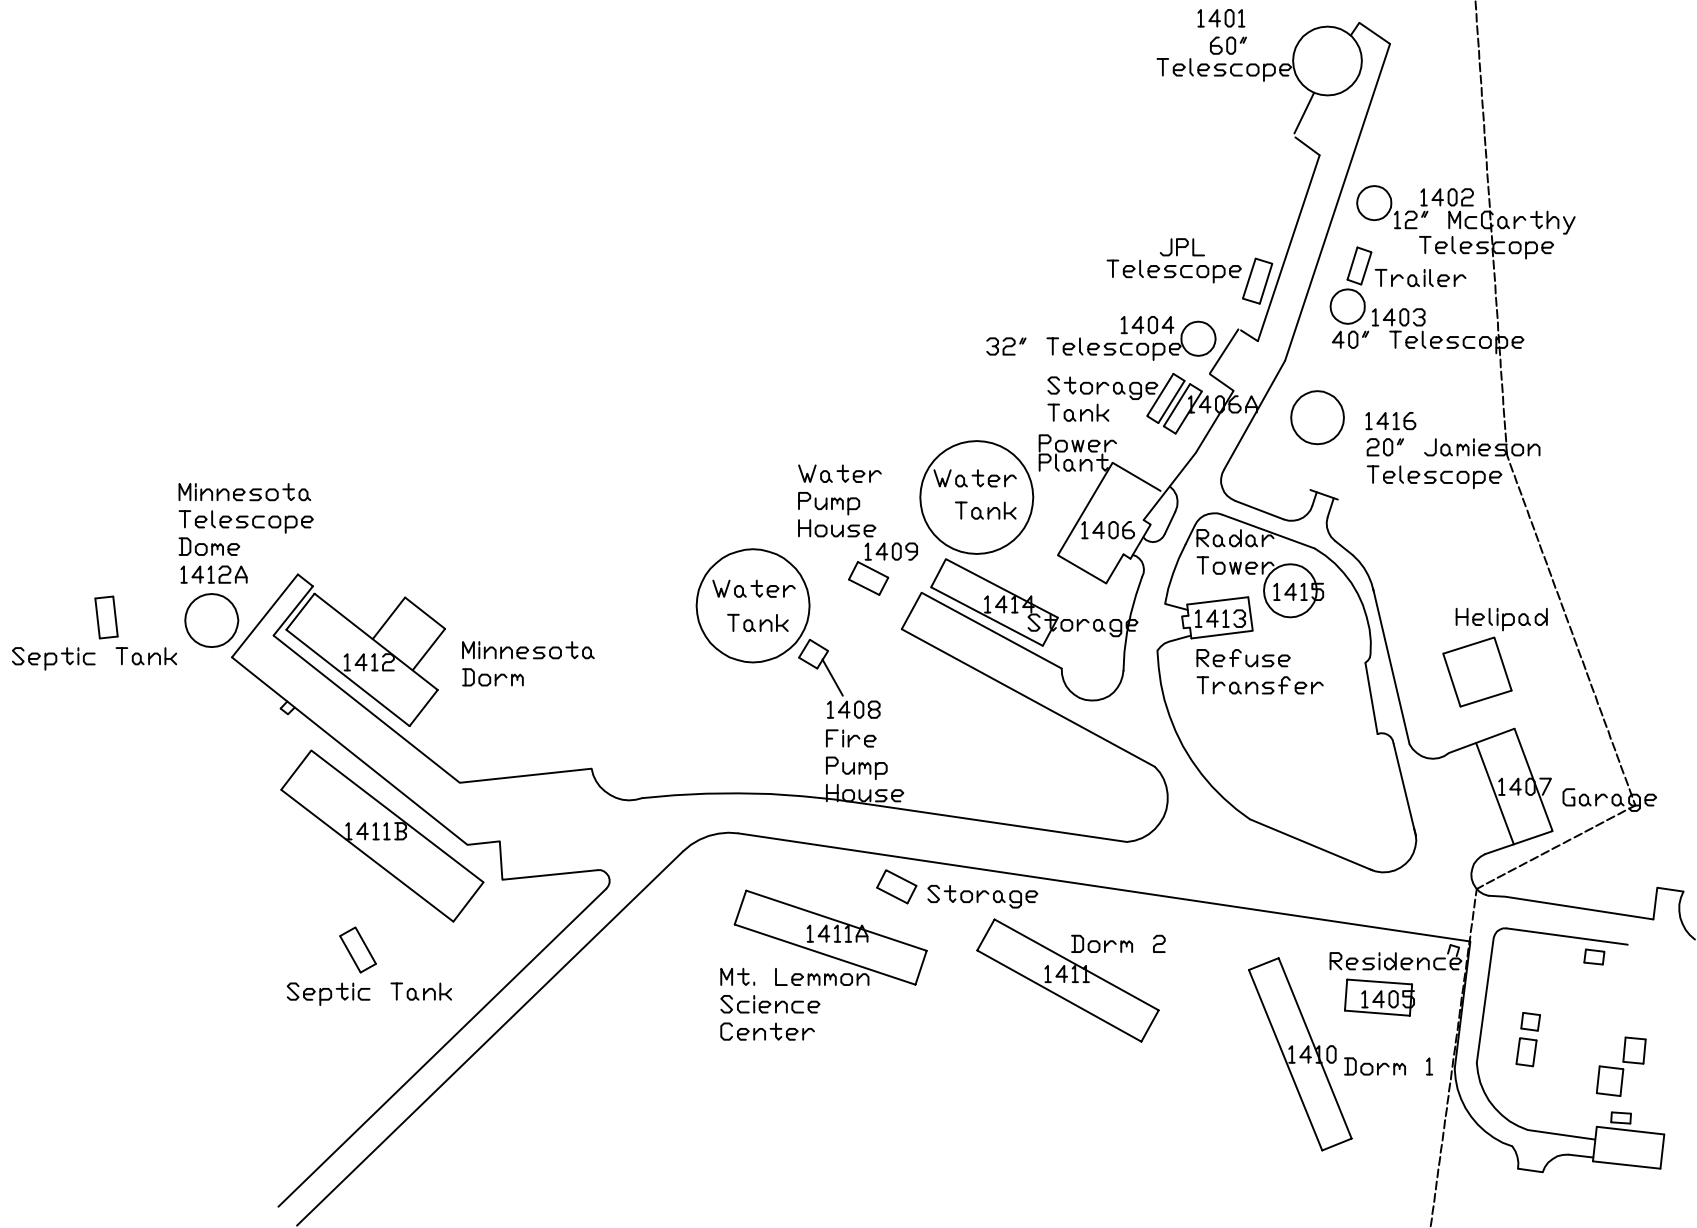 1401
60″
Telescope
1402
12″ McCarthy
Telescope
JPL
Telescope
Trailer
1403
40″ Telescope
1404
32″ Telescope
Storage
Tank
1406A
1416
20″ Jamieson
Telescope
Power
Plant
1406
Water
Tank
Water
Pump
House
1409
Minnesota
Telescope
Dome
1412A
Radar
Tower
1415
1413
Refuse
Transfer
1414
Storage
Water
Tank
Helipad
Septic Tank
1412
Minnesota
Dorm
1408
Fire
Pump
House
1407
Garage
1411B
Storage
1411A
Mt. Lemmon
Science
Center
Dorm 2
1411
Residence
1405
Septic Tank
1410
Dorm 1